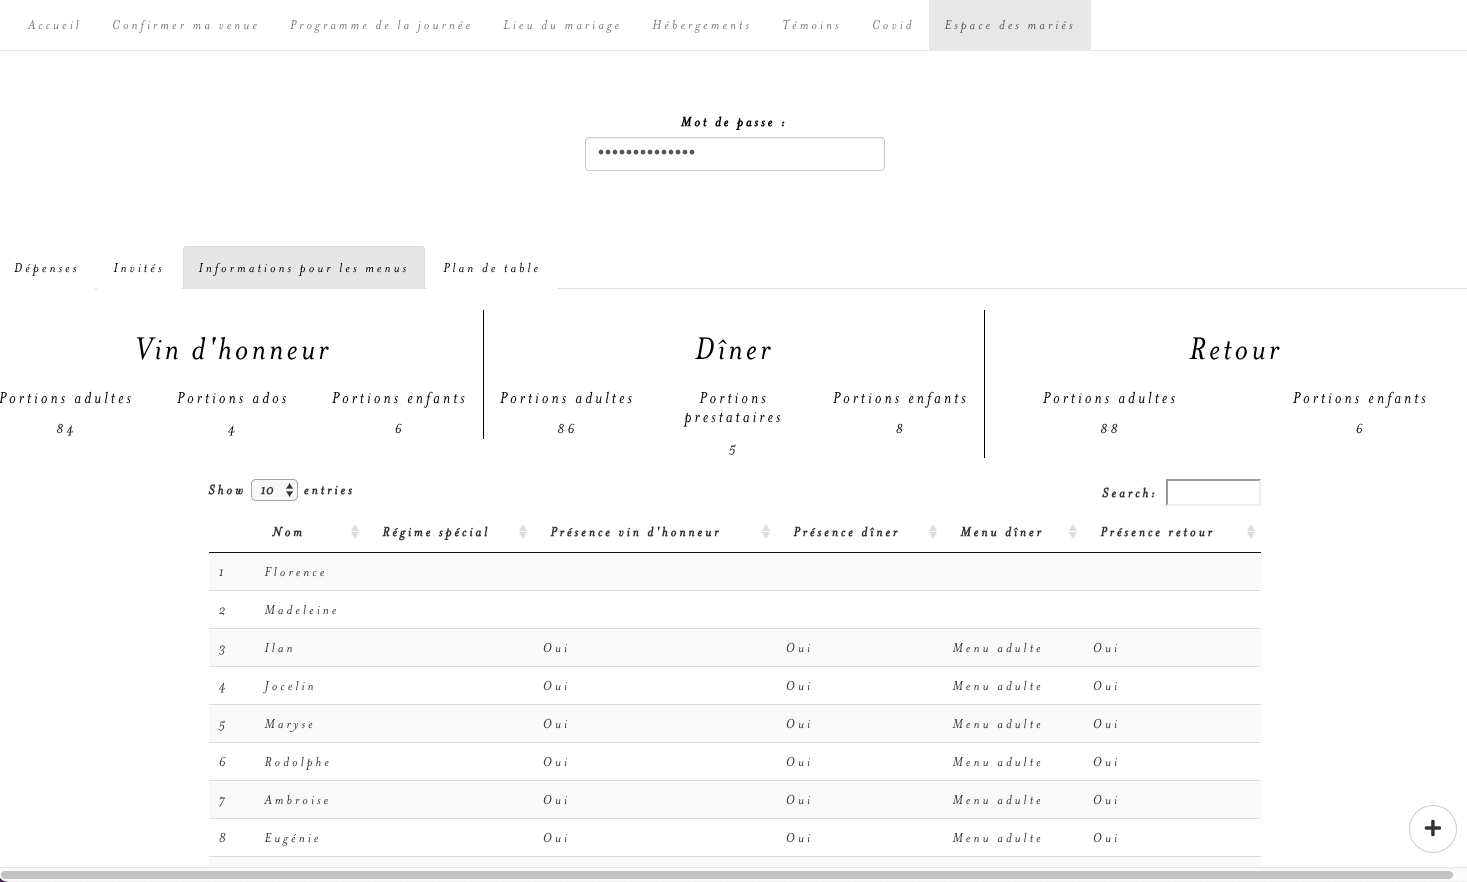 Accueil Confirmer ma venue Programme de la journée Lieu du mariage Hébergements Témoins Covid Espace des mariés
Mot de passe :
Dépenses Invités Informations pour les menus Plan de table
Vin d'honneur Dîner Retour
Portions adultes Portions ados Portions enfants Portions adultes Portions prestataires Portions enfants Portions adultes Portions enfants
84 4 6 86 5 8 88 6
Show 10 entries Search:
Nom Régime spécial Présence vin d'honneur Présence dîner Menu dîner Présence retour
1 Florence
2 Madeleine
3 Ilan Oui Oui Menu adulte Oui
4 Jocelin Oui Oui Menu adulte Oui
5 Maryse Oui Oui Menu adulte Oui
6 Rodolphe Oui Oui Menu adulte Oui
7 Ambroise Oui Oui Menu adulte Oui
8 Eugénie Oui Oui Menu adulte Oui